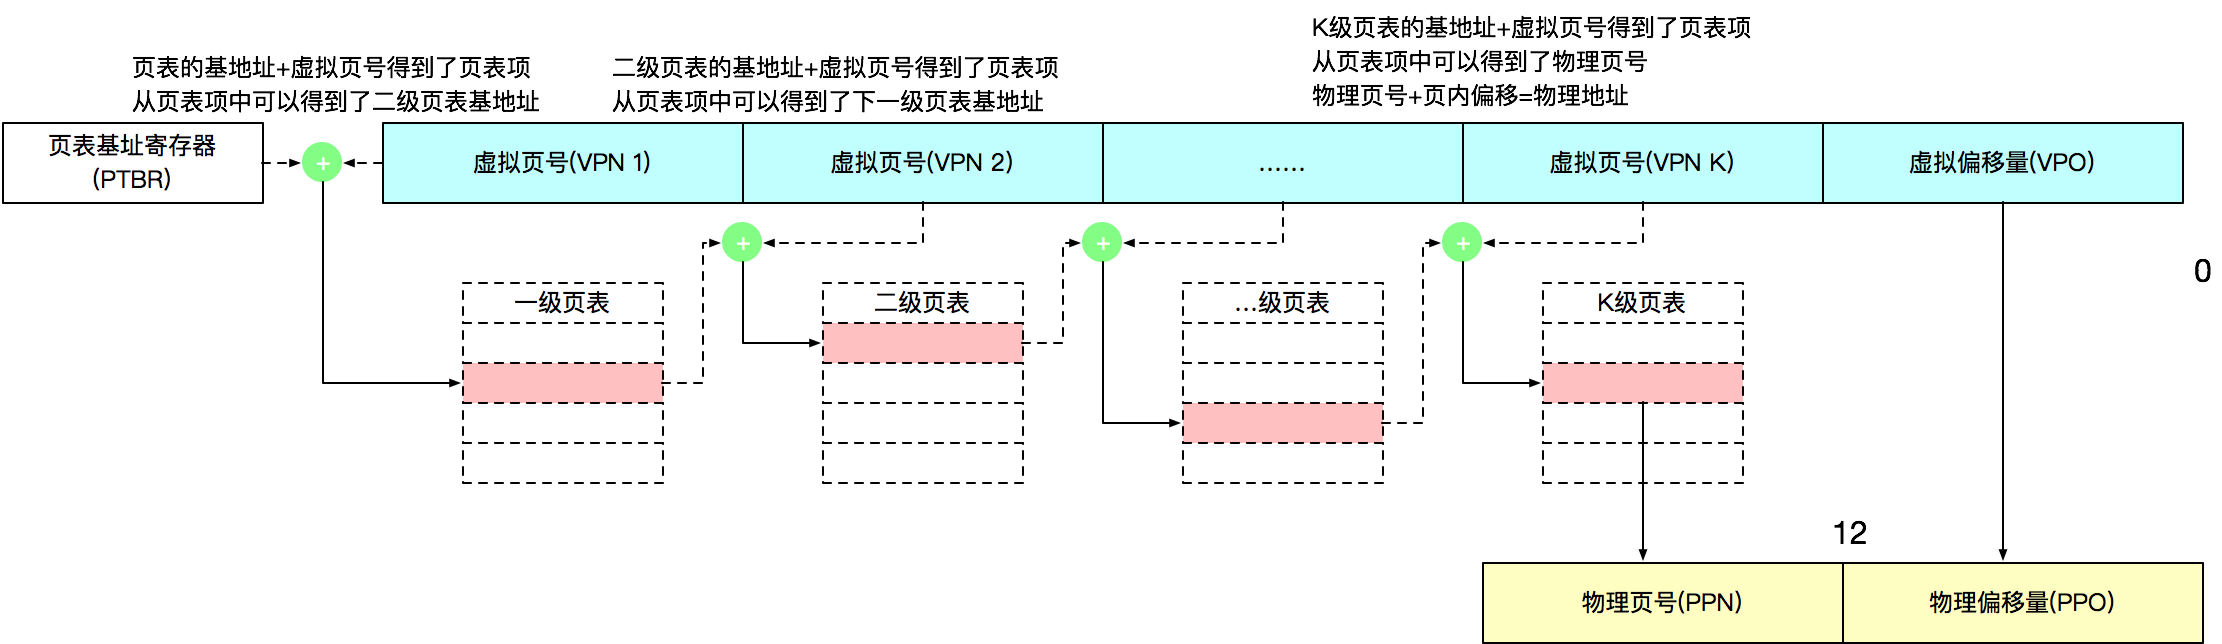 K级页表的基地址+虚拟页号得到了页表项
从页表项中可以得到了物理页号
物理页号+页内偏移=物理地址
页表的基地址+虚拟页号得到了页表项
从页表项中可以得到了二级页表基地址
二级页表的基地址+虚拟页号得到了页表项
从页表项中可以得到了下一级页表基地址
页表基址寄存器
(PTBR)
+
虚拟页号(VPN 1)
虚拟页号(VPN 2)
......
虚拟页号(VPN K)
虚拟偏移量(VPO)
+
+
+
0
一级页表
二级页表
...级页表
K级页表
12
物理页号(PPN)
物理偏移量(PPO)